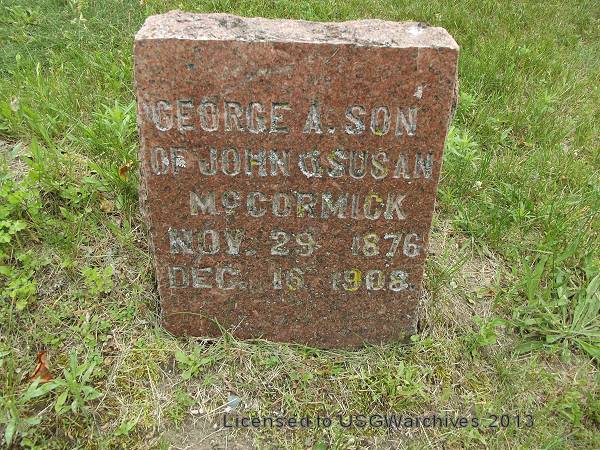 GEORGE A. SON
OF JOHN & SUSAN
McCORMICK
NOV. 29. 1876
DEC. 16. 1908.
Licensed to USGWarchives 2013